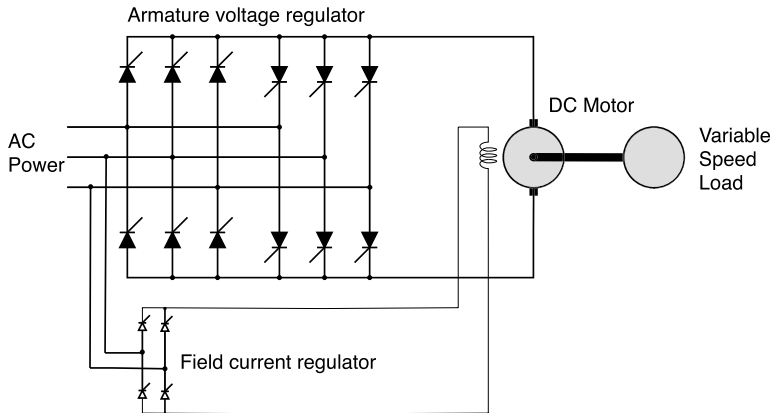 Armature voltage regulator
DC Motor
AC
Power
Variable
Speed
Load
Field current regulator